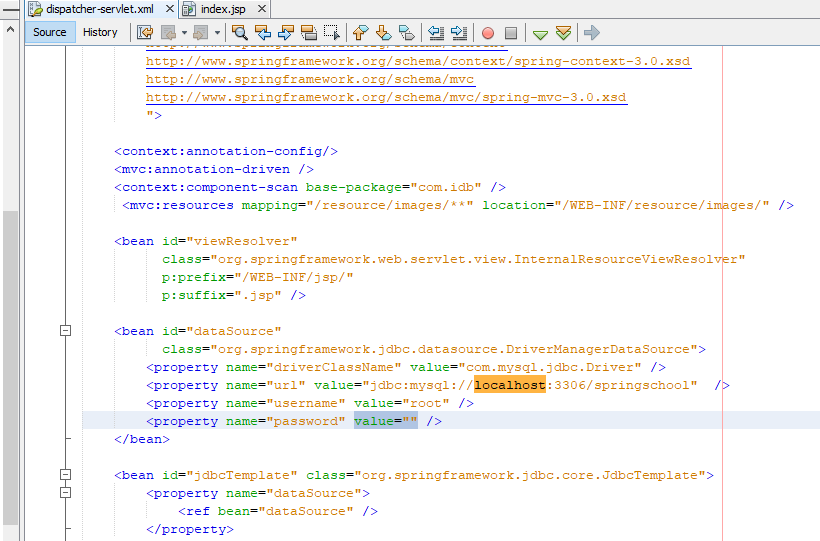 dispatcher-servlet.xml
index.jsp
Source
History
http://www.springframework.org/schema/context/spring-context-3.0.xsd
http://www.springframework.org/schema/mvc
http://www.springframework.org/schema/mvc/spring-mvc-3.0.xsd
">
<context:annotation-config/>
<mvc:annotation-driven />
<context:component-scan base-package="com.idb" />
<mvc:resources mapping="/resource/images/**" location="/WEB-INF/resource/images/" />
<bean id="viewResolver"
class="org.springframework.web.servlet.view.InternalResourceViewResolver"
p:prefix="/WEB-INF/jsp/"
p:suffix=".jsp" />
<bean id="dataSource"
class="org.springframework.jdbc.datasource.DriverManagerDataSource">
<property name="driverClassName" value="com.mysql.jdbc.Driver" />
<property name="url" value="jdbc:mysql://localhost:3306/springschool"  />
<property name="username" value="root" />
<property name="password" value="" />
</bean>
<bean id="jdbcTemplate" class="org.springframework.jdbc.core.JdbcTemplate">
<property name="dataSource">
<ref bean="dataSource" />
</property>